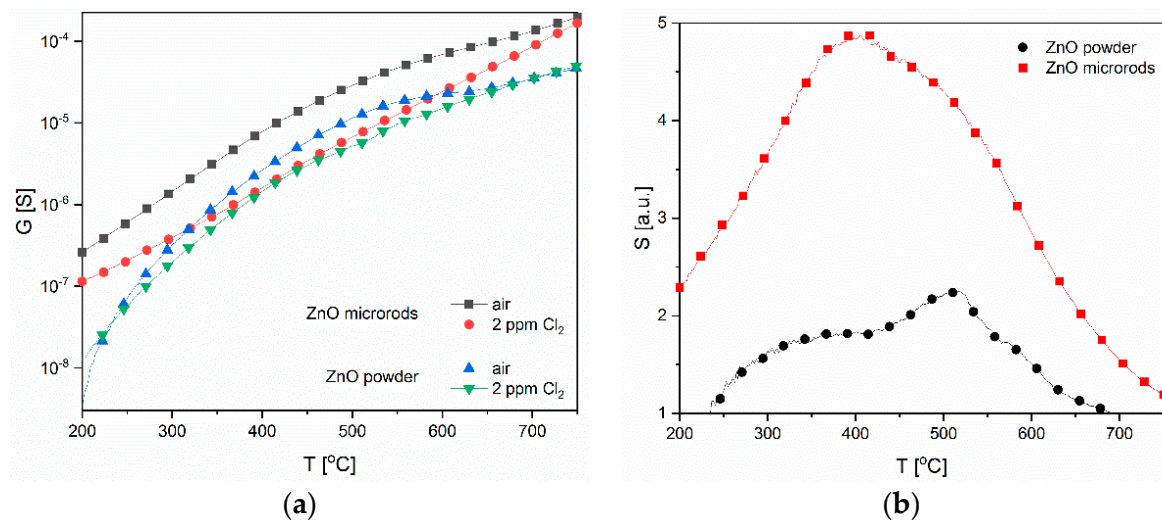 10⁻⁴
10⁻⁵
10⁻⁶
10⁻⁷
10⁻⁸
G [S]
ZnO microrods
air
2 ppm Cl₂
ZnO powder
air
2 ppm Cl₂
200 300 400 500 600 700
T [°C]
(a)
5
4
3
2
1
S [a.u.]
ZnO powder
ZnO microrods
200 300 400 500 600 700
T [°C]
(b)